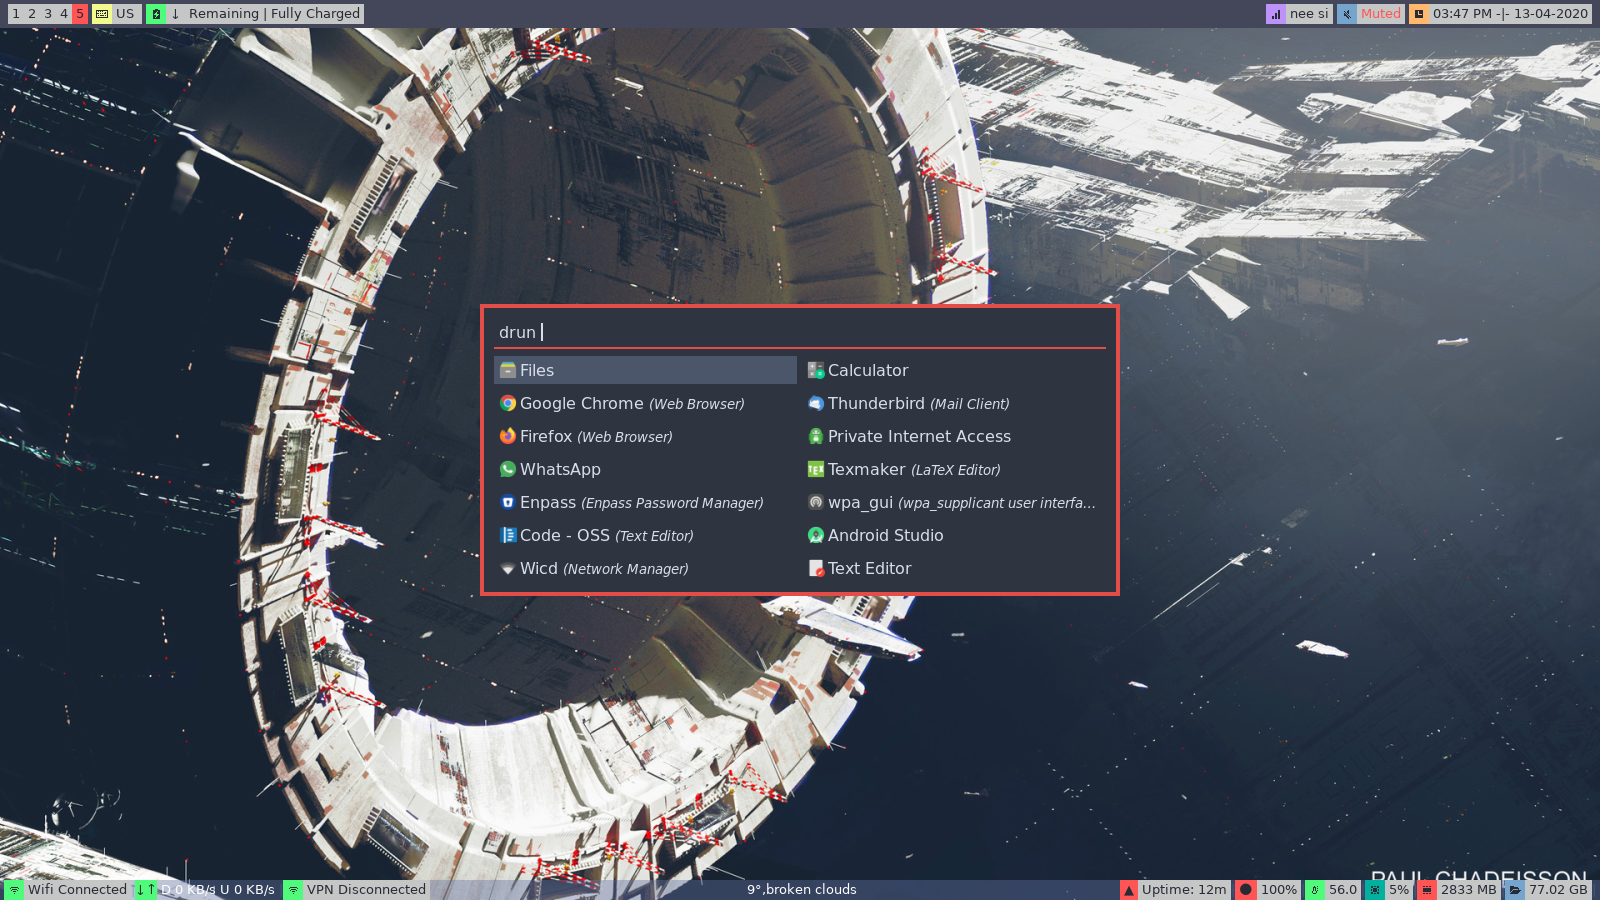 1 2 3 4 5 US ↓ Remaining | Fully Charged
nee si Muted 03:47 PM -|- 13-04-2020
drun
Files
Google Chrome (Web Browser)
Firefox (Web Browser)
WhatsApp
Enpass (Enpass Password Manager)
Code - OSS (Text Editor)
Wicd (Network Manager)
Calculator
Thunderbird (Mail Client)
Private Internet Access
TEX Texmaker (LaTeX Editor)
wpa_gui (wpa_supplicant user interfa...
Android Studio
Text Editor
PAUL CHADEISSON
Wifi Connected ↓↑ D 0 KB/s U 0 KB/s VPN Disconnected
9°,broken clouds
Uptime: 12m 100% 56.0 5% 2833 MB 77.02 GB